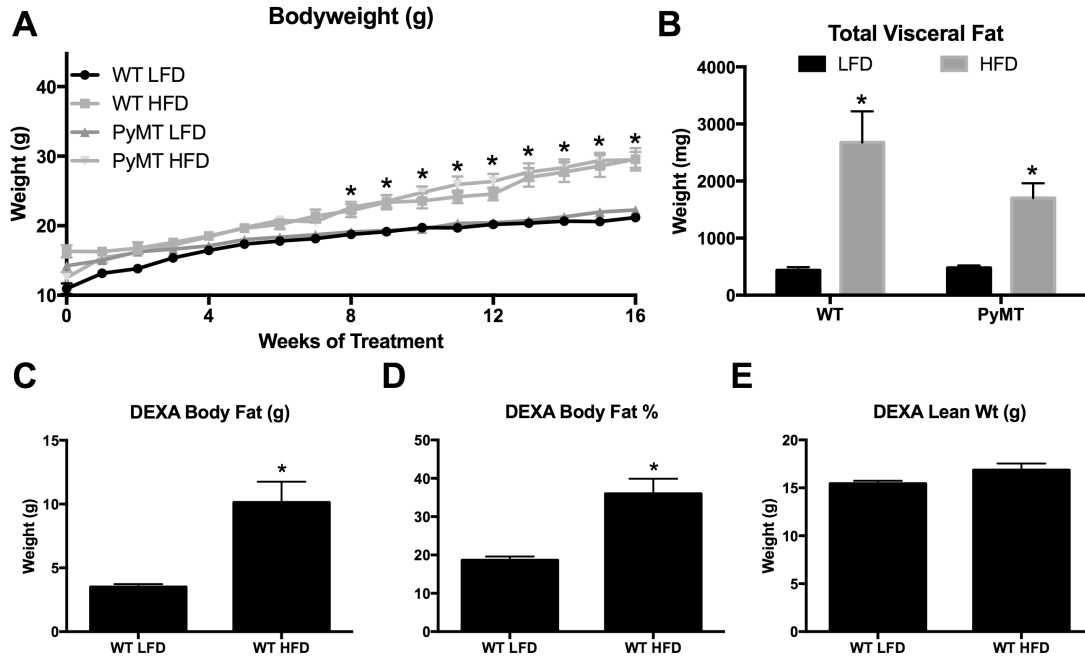 A
Bodyweight (g)
WT LFD
WT HFD
PyMT LFD
PyMT HFD
Weight (g)
40
30
20
10
* * * * * * * * *
0 4 8 12 16
Weeks of Treatment
B
Total Visceral Fat
LFD HFD
Weight (mg)
4000
3000
2000
1000
0
*
*
WT PyMT
C
DEXA Body Fat (g)
Weight (g)
15
10
5
0
*
WT LFD WT HFD
D
DEXA Body Fat %
50
40
30
20
10
0
*
WT LFD WT HFD
E
DEXA Lean Wt (g)
Weight (g)
20
15
10
5
0
WT LFD WT HFD